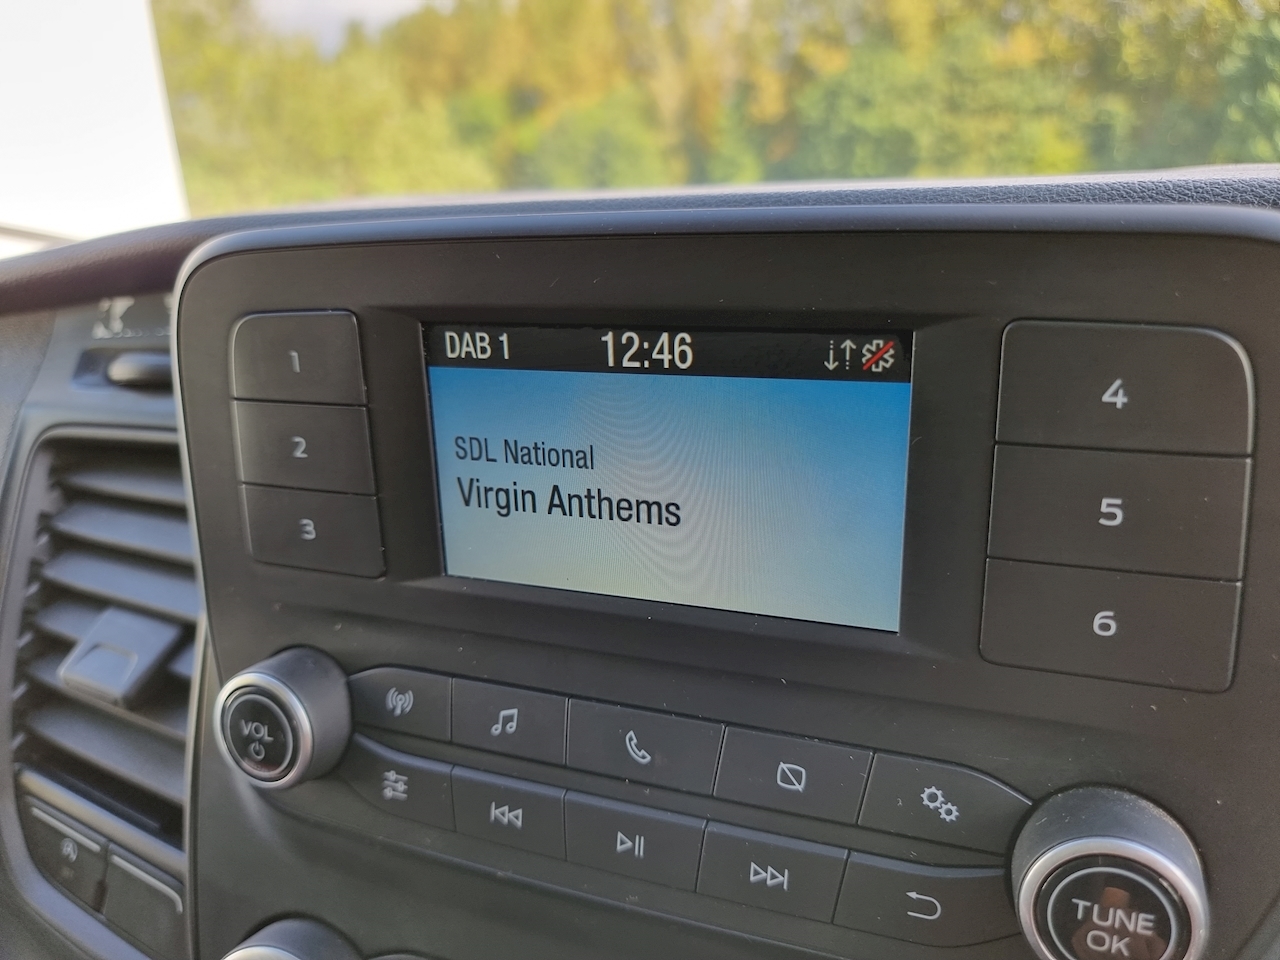 DAB 1 12:46
SDL National
Virgin Anthems
1
2
3
4
5
6
VOL
TUNE
OK